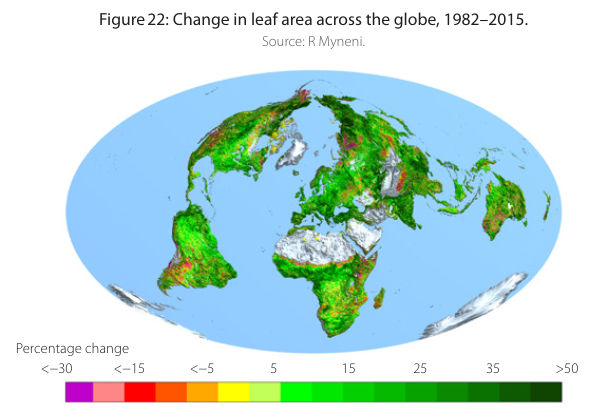 Figure 22: Change in leaf area across the globe, 1982–2015.
Source: R Myneni.
Percentage change
<−30 <−15 <−5 5 15 25 35 >50